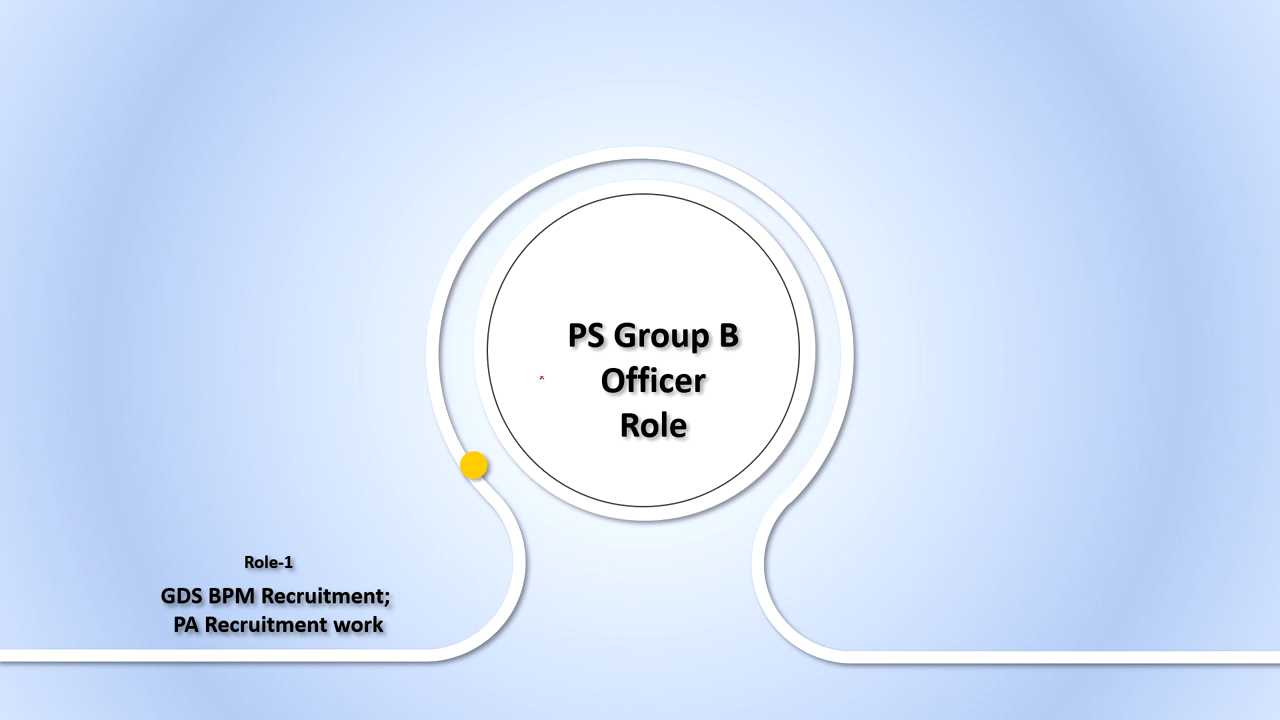 PS Group B
Officer
Role
Role-1
GDS BPM Recruitment;
PA Recruitment work